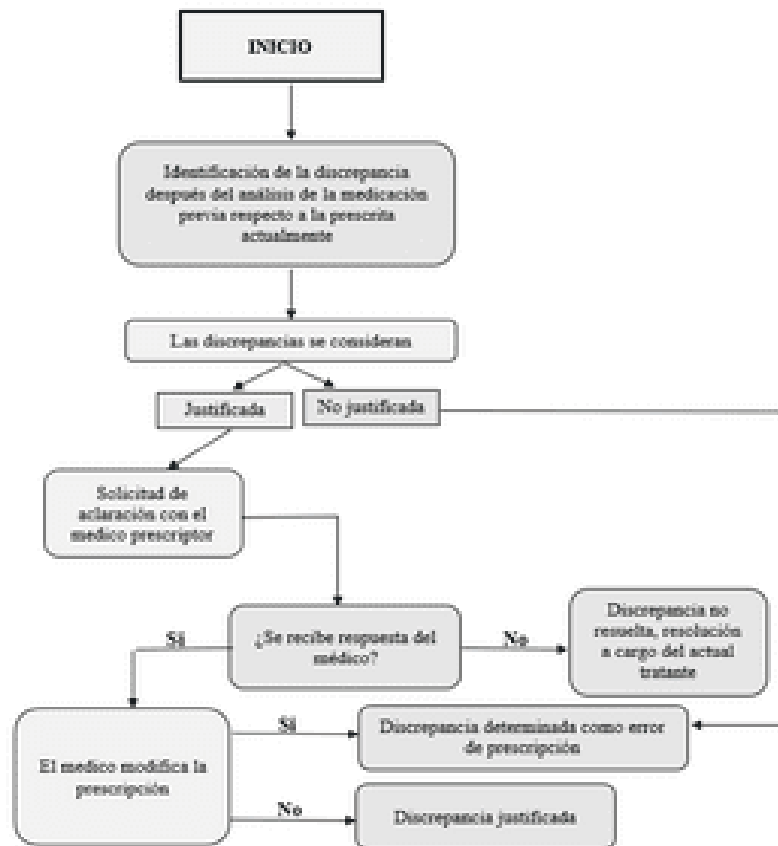 INICIO
Identificación de la discrepancia
después del análisis de la medicación
previa respecto a la prescrita
actualmente
Las discrepancias se consideran
Justificada
No justificada
Solicitud de
aclaración con el
medico prescriptor
¿Se recibe respuesta del
médico?
Sí
No
Discrepancia no
resuelta, resolución
a cargo del actual
tratante
El medico modifica la
prescripción
Sí
Discrepancia determinada como error
de prescripción
No
Discrepancia justificada